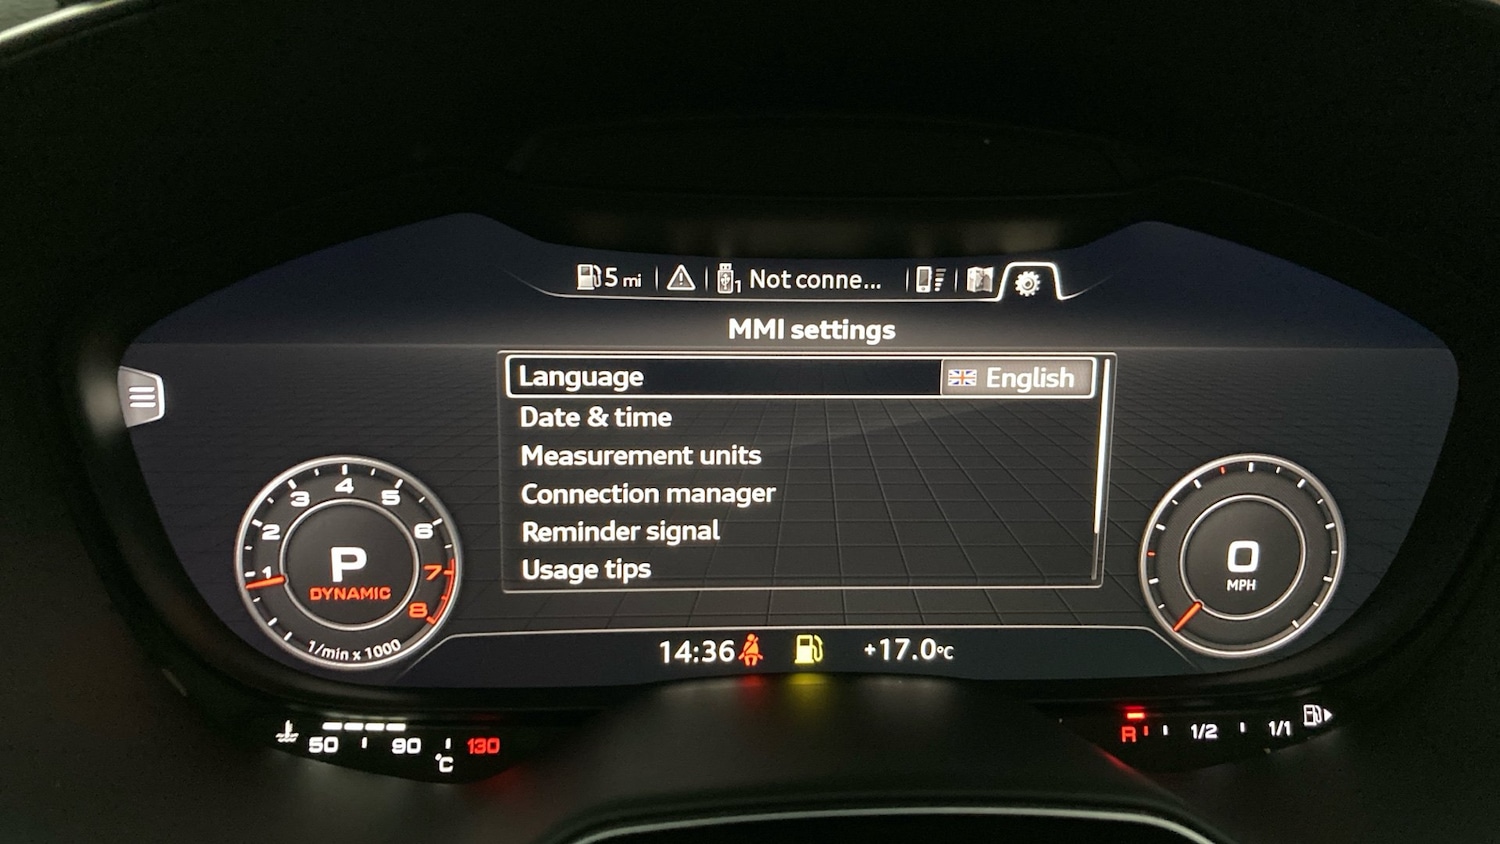 5 mi
1 Not conne...
MMI settings
Language English
Date & time
Measurement units
Connection manager
Reminder signal
Usage tips
1 2 3 4 5 6 7 8
P
DYNAMIC
1/min x 1000
0
MPH
14:36 +17.0°C
50 90 130
°C
R 1/2 1/1